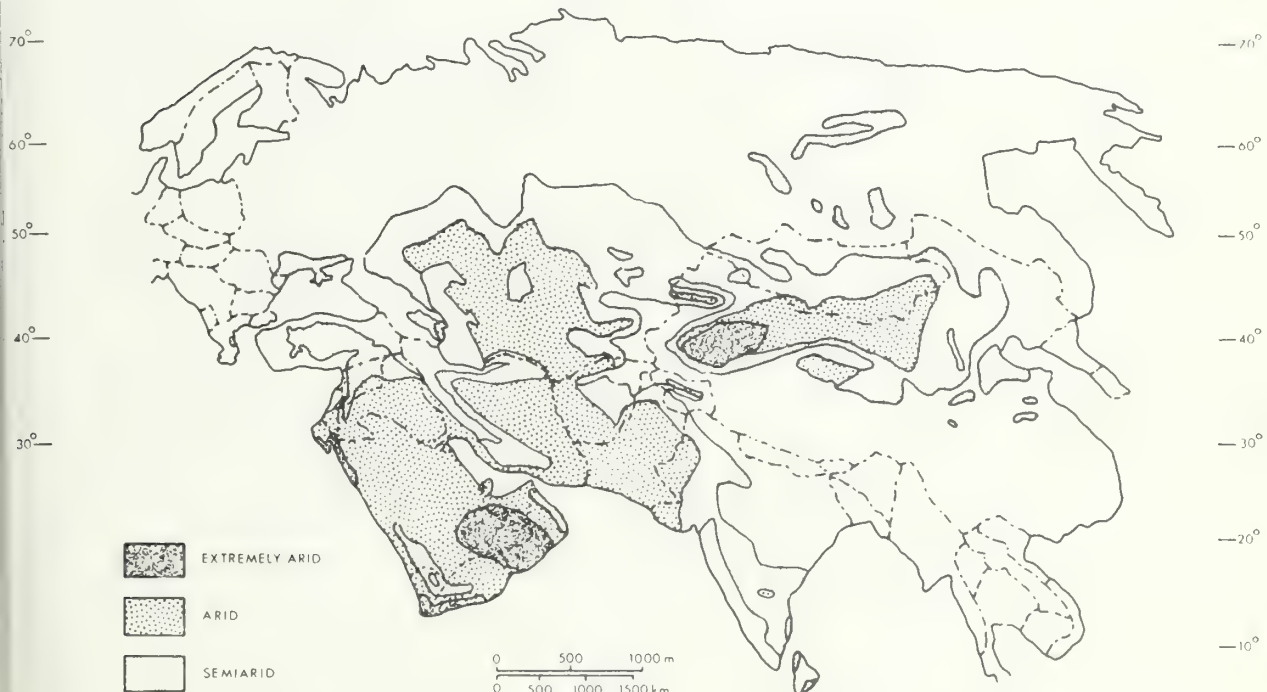 70°— —70°
60°— —60°
50°— —50°
40°— —40°
30°— —30°
EXTREMELY ARID —20°
ARID
0 500 1000 m —10°
SEMIARID
0 500 1000 1500 km